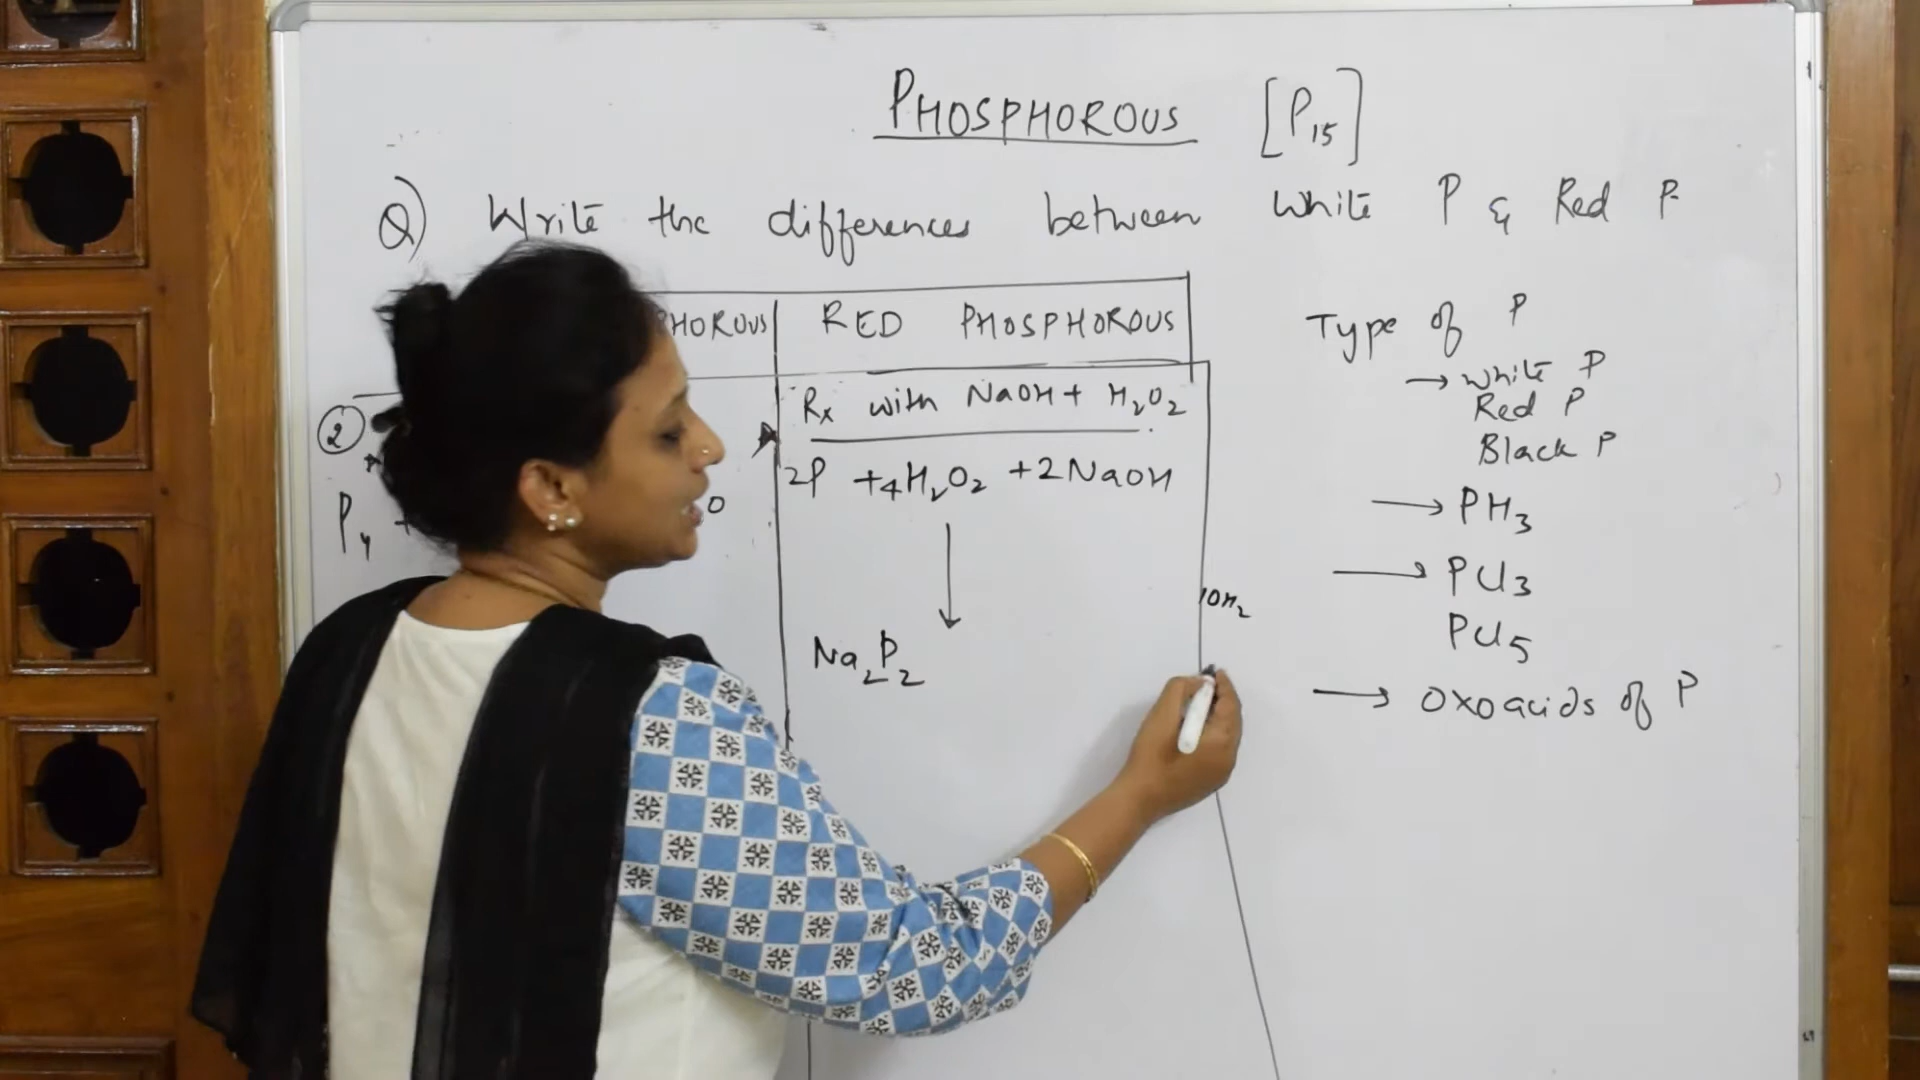 PHOSPHOROUS [P₁₅]
Q) Write the differences between White P & Red P
PHOROUS RED PHOSPHOROUS
② Rx with NaOH + H₂O₂
P₄ + O 2P + 4H₂O₂ + 2NaOH
Na₂P₂
Type of P
→ White P
Red P
Black P
→ PH₃
→ PCl₃
PCl₅
→ Oxoacids of P